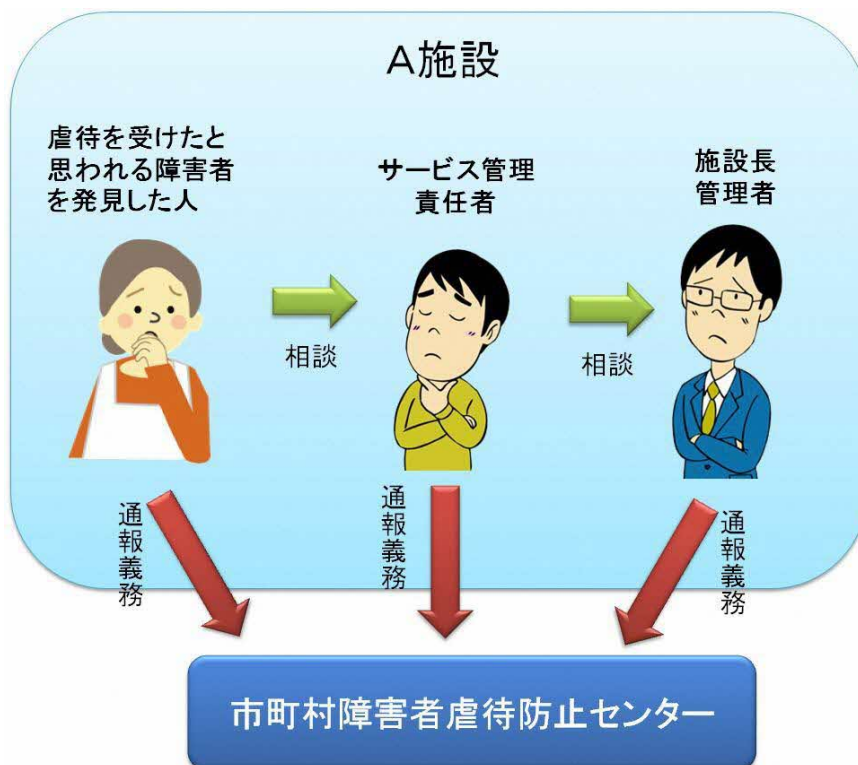 A施設
虐待を受けたと
思われる障害者
を発見した人
サービス管理
責任者
施設長
管理者
相談
相談
通報義務
通報義務
通報義務
市町村障害者虐待防止センター